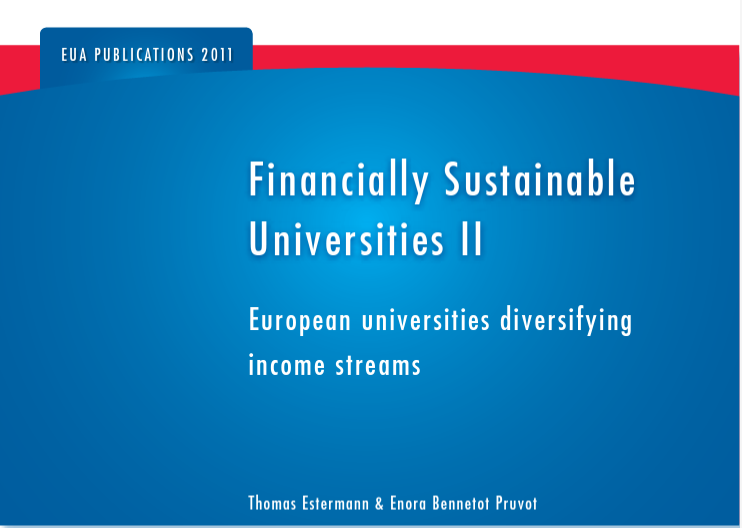 EUA PUBLICATIONS 2011
Financially Sustainable
Universities II
European universities diversifying
income streams
Thomas Estermann & Enora Bennetot Pruvot